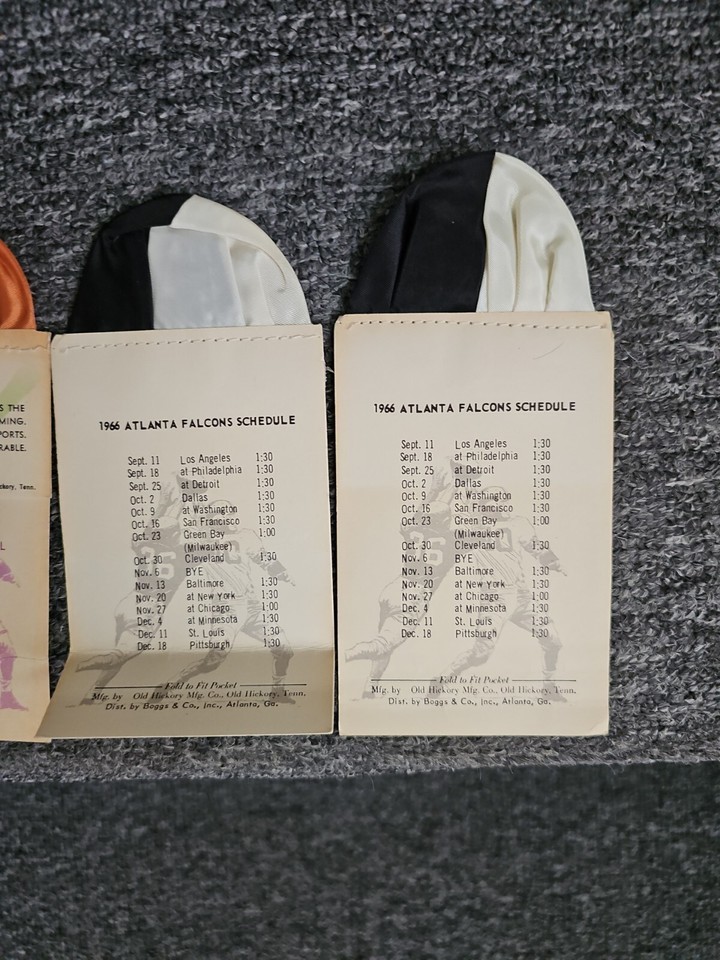 S THE
MING.
PORTS.
RABLE.
ckory, Tenn.
L
1966 ATLANTA FALCONS SCHEDULE
Sept. 11 Los Angeles 1:30
Sept. 18 at Philadelphia 1:30
Sept. 25 at Detroit 1:30
Oct. 2 Dallas 1:30
Oct. 9 at Washington 1:30
Oct. 16 San Francisco 1:30
Oct. 23 Green Bay 1:00
(Milwaukee)
Oct. 30 Cleveland 1:30
Nov. 6 BYE
Nov. 13 Baltimore 1:30
Nov. 20 at New York 1:30
Nov. 27 at Chicago 1:00
Dec. 4 at Minnesota 1:30
Dec. 11 St. Louis 1:30
Dec. 18 Pittsburgh 1:30
Fold to Fit Pocket
Mfg. by Old Hickory Mfg. Co., Old Hickory, Tenn.
Dist. by Boggs & Co., Inc., Atlanta, Ga.
1966 ATLANTA FALCONS SCHEDULE
Sept. 11 Los Angeles 1:30
Sept. 18 at Philadelphia 1:30
Sept. 25 at Detroit 1:30
Oct. 2 Dallas 1:30
Oct. 9 at Washington 1:30
Oct. 16 San Francisco 1:30
Oct. 23 Green Bay 1:00
(Milwaukee)
Oct. 30 Cleveland 1:30
Nov. 6 BYE
Nov. 13 Baltimore 1:30
Nov. 20 at New York 1:30
Nov. 27 at Chicago 1:00
Dec. 4 at Minnesota 1:30
Dec. 11 St. Louis 1:30
Dec. 18 Pittsburgh 1:30
Fold to Fit Pocket
Mfg. by Old Hickory Mfg. Co., Old Hickory, Tenn.
Dist. by Boggs & Co., Inc., Atlanta, Ga.